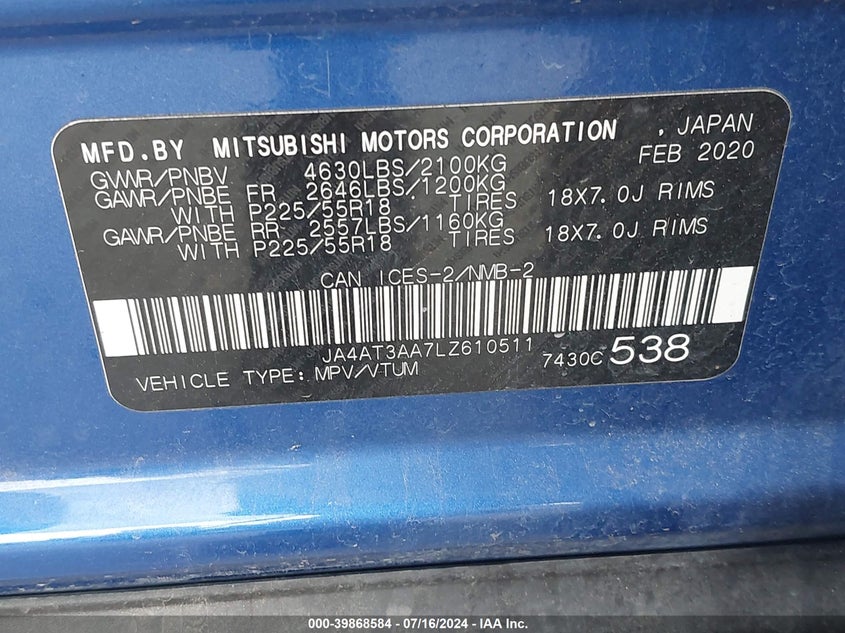 MFD.BY MITSUBISHI MOTORS CORPORATION , JAPAN
GVWR/PNBV 4630LBS/2100KG FEB 2020
GAWR/PNBE FR 2646LBS/1200KG
WITH P225/55R18 TIRES 18X7.0J RIMS
GAWR/PNBE RR 2557LBS/1160KG
WITH P225/55R18 TIRES 18X7.0J RIMS
CAN ICES-2/NMB-2
JA4AT3AA7LZ610511
VEHICLE TYPE:MPV/VTUM 7430C 538
000-39868584 - 07/16/2024 - IAA Inc.